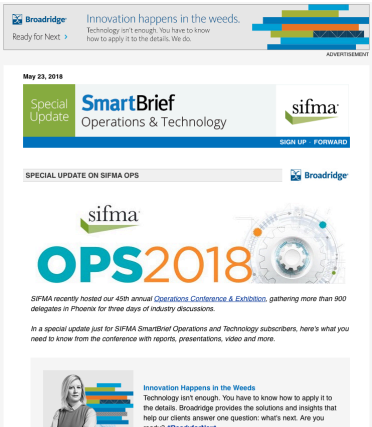 Broadridge
Ready for Next >
Innovation happens in the weeds.
Technology isn't enough. You have to know
how to apply it to the details. We do.
ADVERTISEMENT
May 23, 2018
Special
Update
SmartBrief
Operations & Technology
sifma
SIGN UP · FORWARD
SPECIAL UPDATE ON SIFMA OPS
Broadridge
sifma
OPS2018
SIFMA recently hosted our 45th annual Operations Conference & Exhibition, gathering more than 900
delegates in Phoenix for three days of industry discussions.
In a special update just for SIFMA SmartBrief Operations and Technology subscribers, here's what you
need to know from the conference with reports, presentations, video and more.
Innovation Happens in the Weeds
Technology isn't enough. You have to know how to apply it to
the details. Broadridge provides the solutions and insights that
help our clients answer one question: what's next. Are you